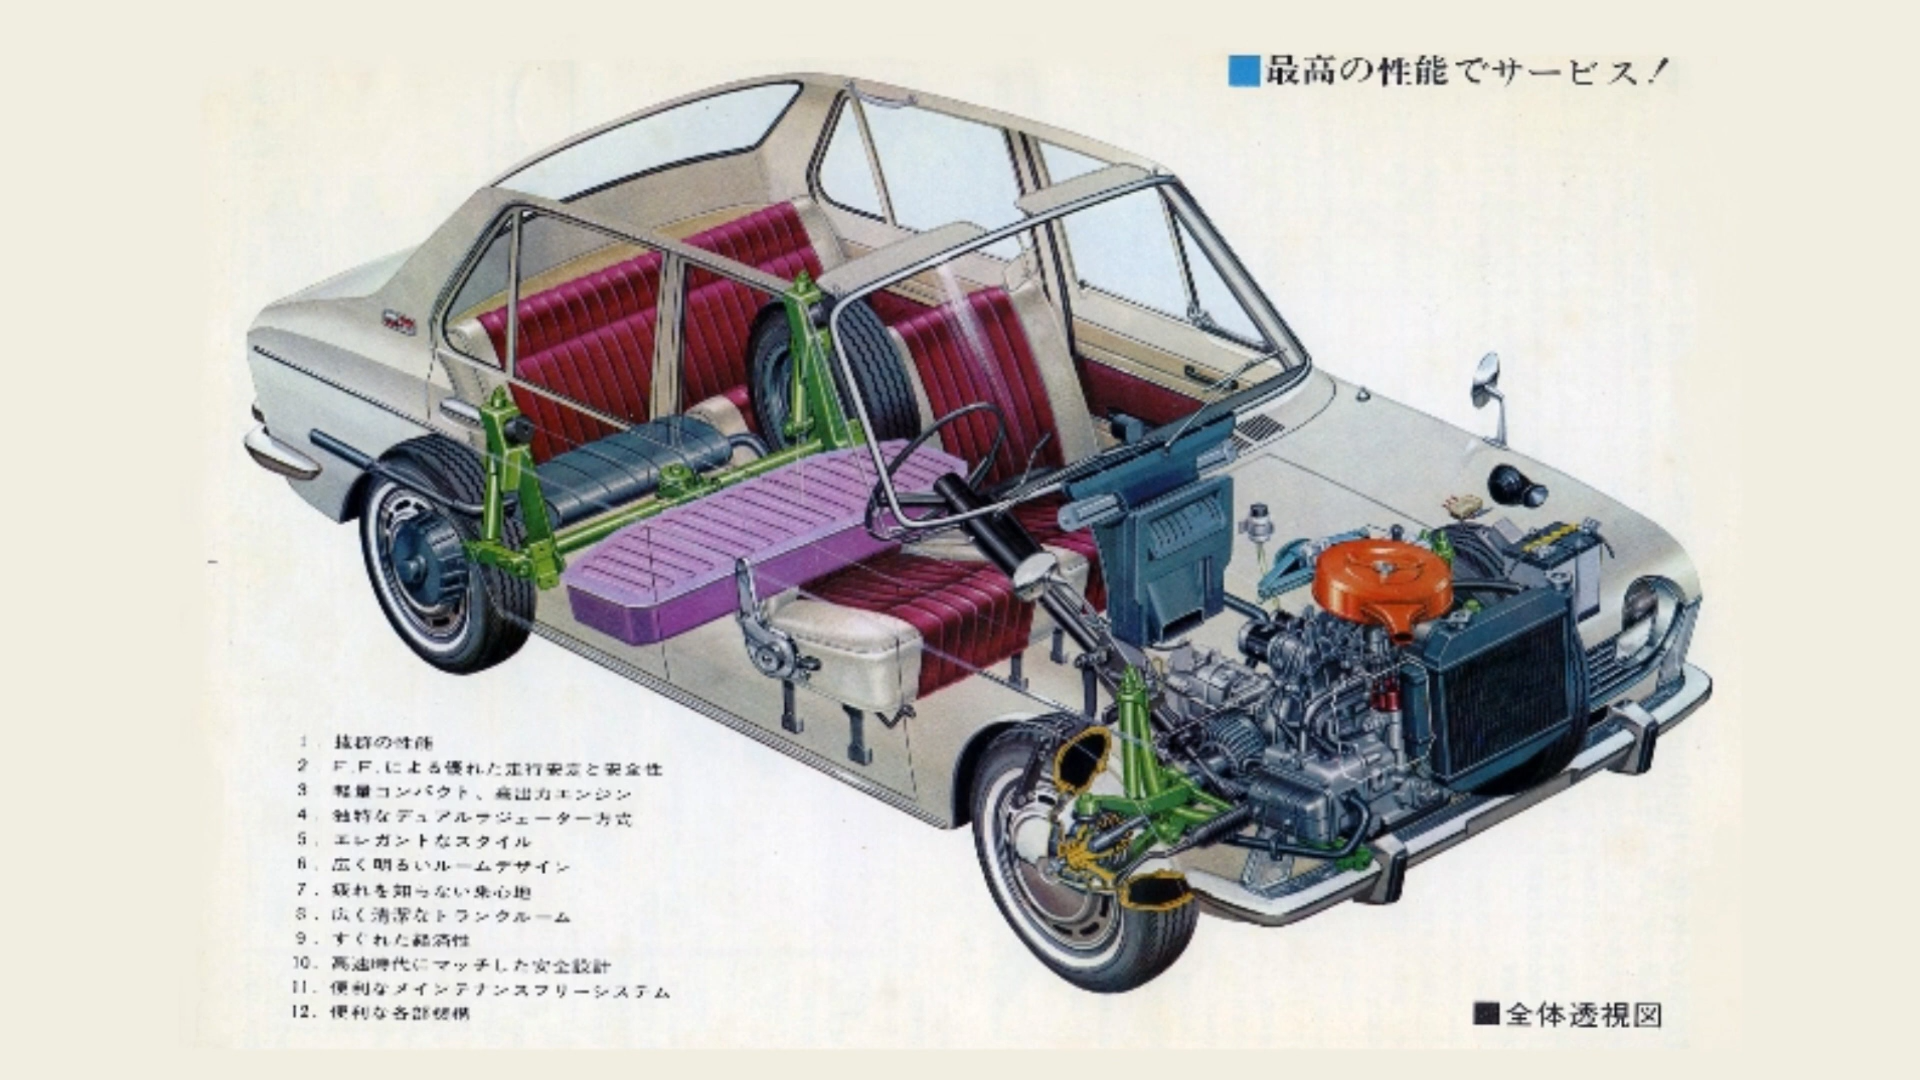 ■最高の性能でサービス！
1. 抜群の性能
2. F.F.による優れた走行安定と安全性
3. 軽量コンパクト、高出力エンジン
4. 独特なデュアルラジェーター方式
5. エレガントなスタイル
6. 広く明るいルームデザイン
7. 疲れを知らない乗心地
8. 広く清潔なトランクルーム
9. すぐれた経済性
10. 高速時代にマッチした安全設計
11. 便利なメインテナンスフリーシステム
12. 便利な各部機構
■全体透視図